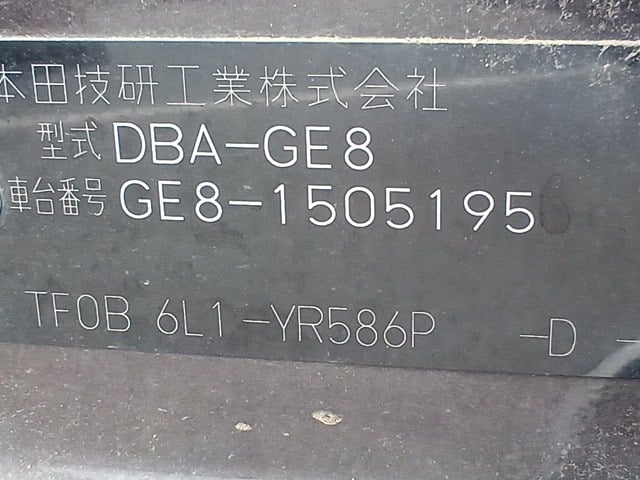 本田技研工業株式会社
型式 DBA-GE8
車台番号 GE8-1505195
TF0B 6L1-YR586P -D -